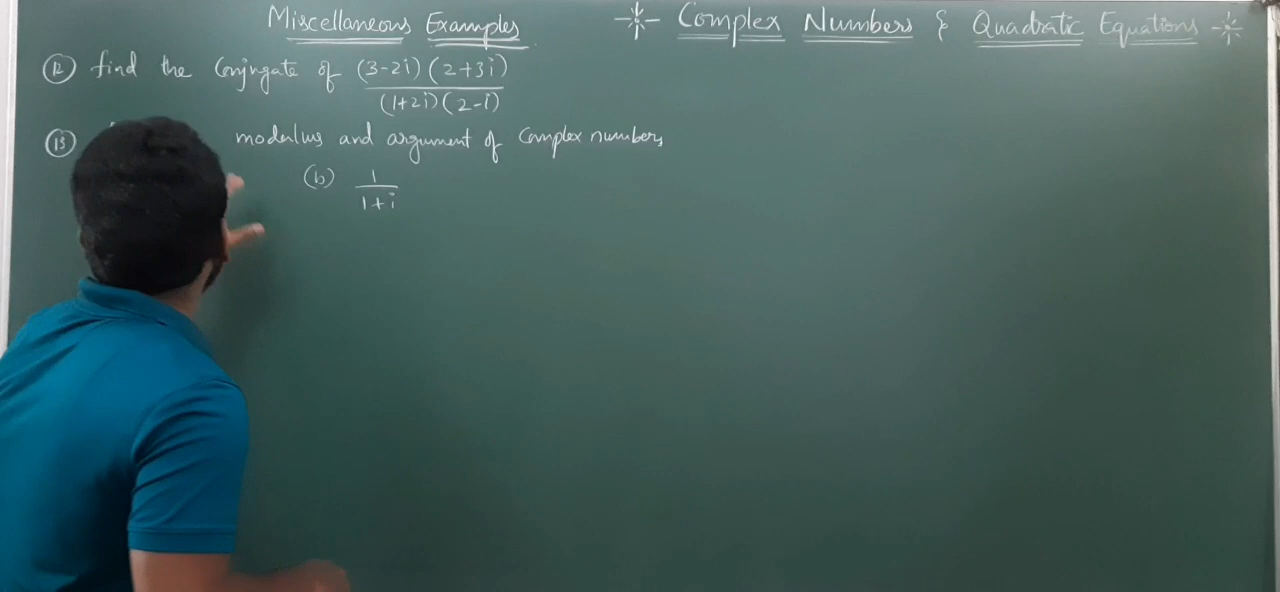 Miscellaneous Examples
Complex Numbers & Quadratic Equations
(12) find the Conjugate of (3-2i)(2+3i) / (1+2i)(2-i)
(13) modulus and argument of Complex numbers
(b) 1 / 1+i